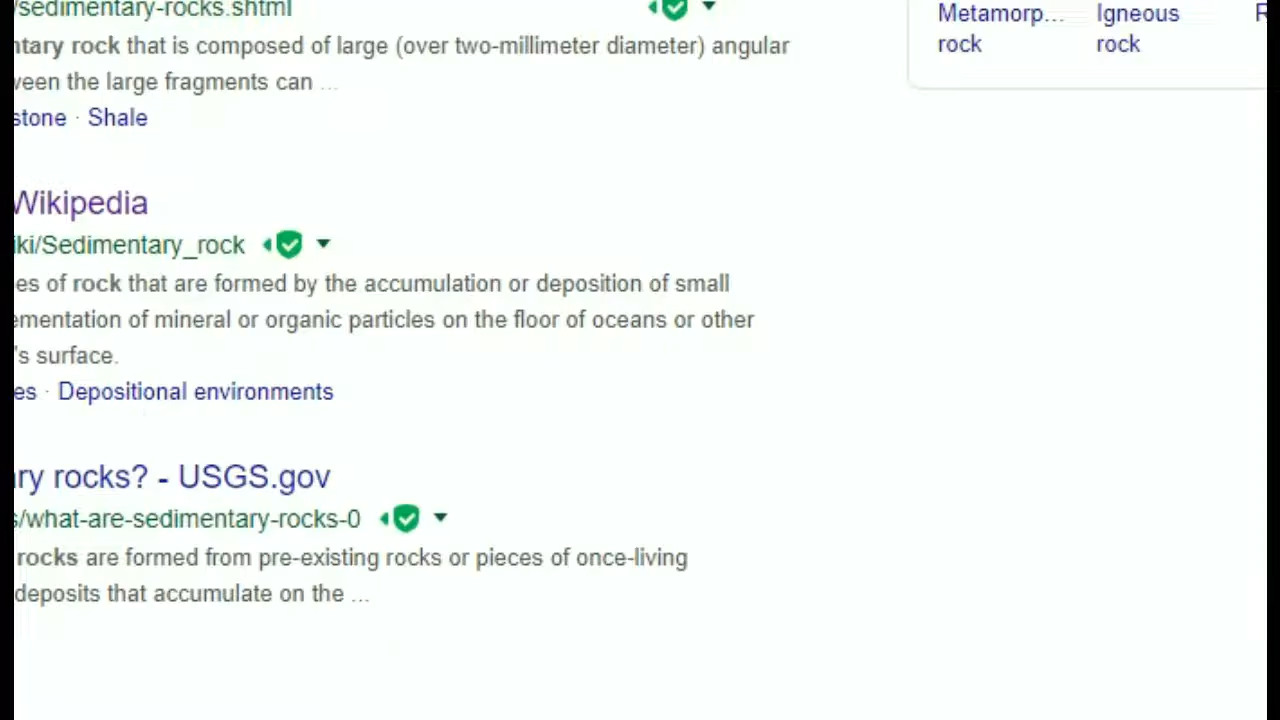 /sedimentary-rocks.shtml
ntary rock that is composed of large (over two-millimeter diameter) angular
ween the large fragments can ...
stone · Shale
Wikipedia
iki/Sedimentary_rock
es of rock that are formed by the accumulation or deposition of small
ementation of mineral or organic particles on the floor of oceans or other
's surface.
es · Depositional environments
ary rocks? - USGS.gov
s/what-are-sedimentary-rocks-0
rocks are formed from pre-existing rocks or pieces of once-living
deposits that accumulate on the ...
Metamorp... Igneous R
rock rock